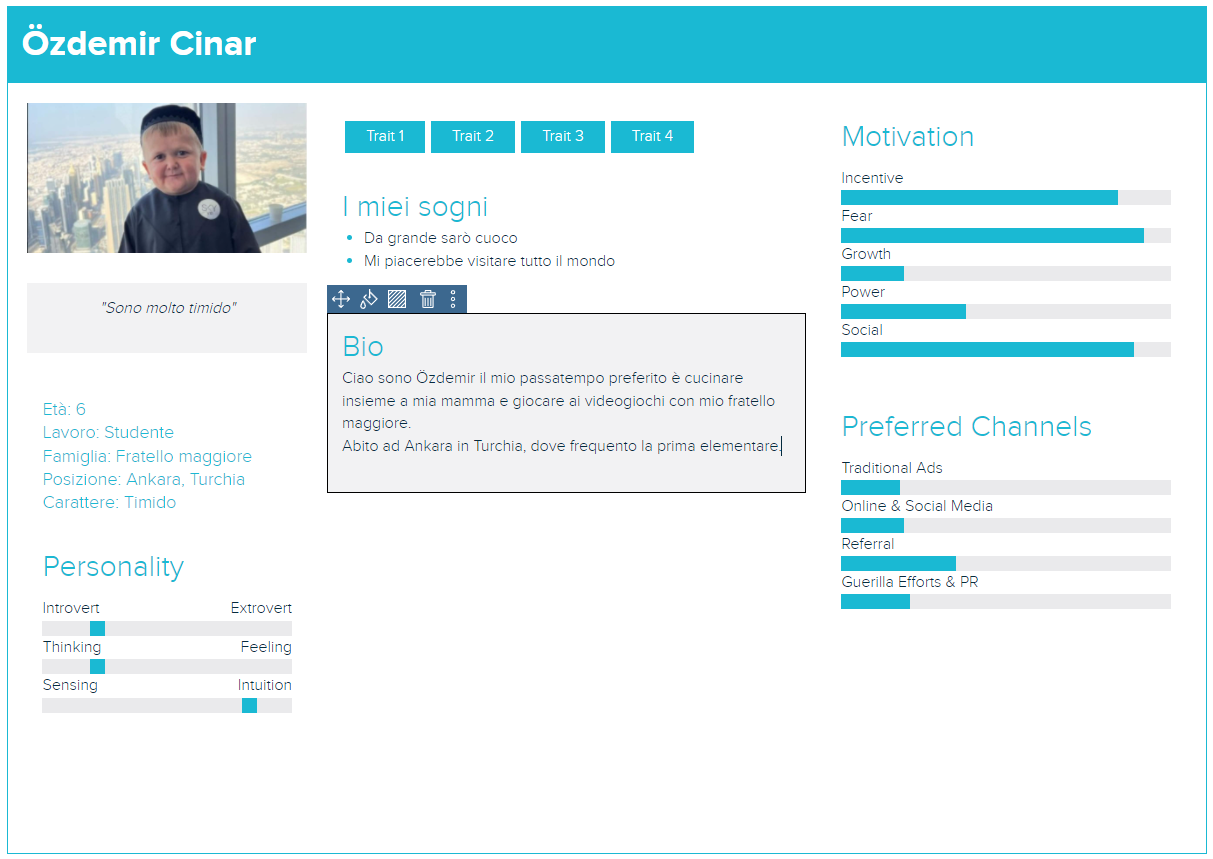 Özdemir Cinar
"Sono molto timido"
Età: 6
Lavoro: Studente
Famiglia: Fratello maggiore
Posizione: Ankara, Turchia
Carattere: Timido
Personality
Introvert Extrovert
Thinking Feeling
Sensing Intuition
Trait 1 Trait 2 Trait 3 Trait 4
I miei sogni
Da grande sarò cuoco
Mi piacerebbe visitare tutto il mondo
Bio
Ciao sono Özdemir il mio passatempo preferito è cucinare
insieme a mia mamma e giocare ai videogiochi con mio fratello
maggiore.
Abito ad Ankara in Turchia, dove frequento la prima elementare.
Motivation
Incentive
Fear
Growth
Power
Social
Preferred Channels
Traditional Ads
Online & Social Media
Referral
Guerilla Efforts & PR